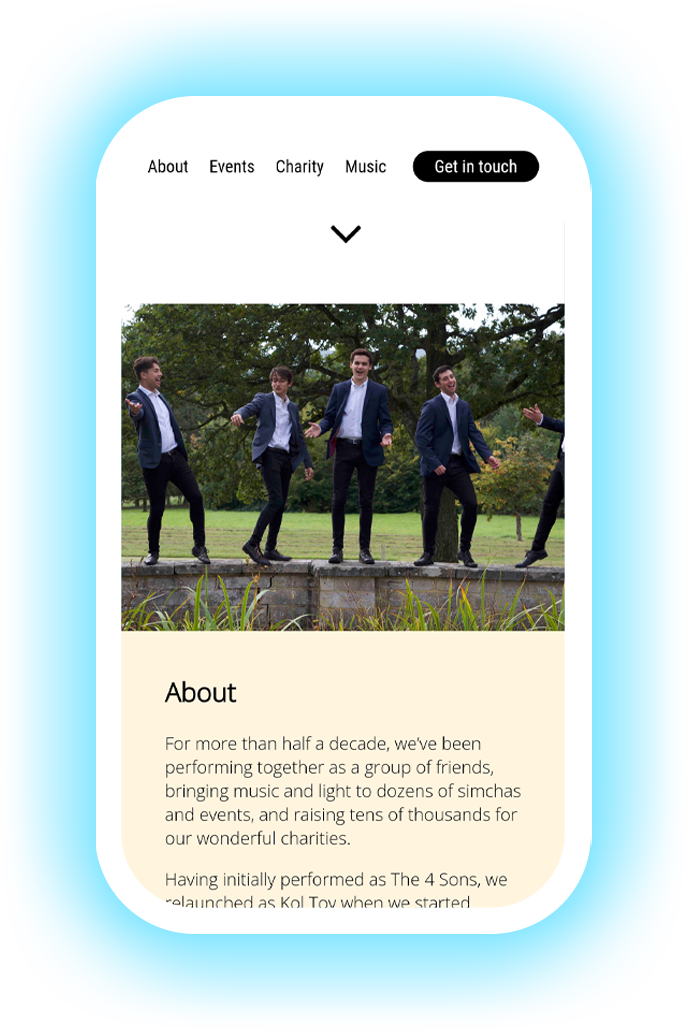 About Events Charity Music Get in touch
About
For more than half a decade, we’ve been
performing together as a group of friends,
bringing music and light to dozens of simchas
and events, and raising tens of thousands for
our wonderful charities.
Having initially performed as The 4 Sons, we
relaunched as Kol Tov when we started